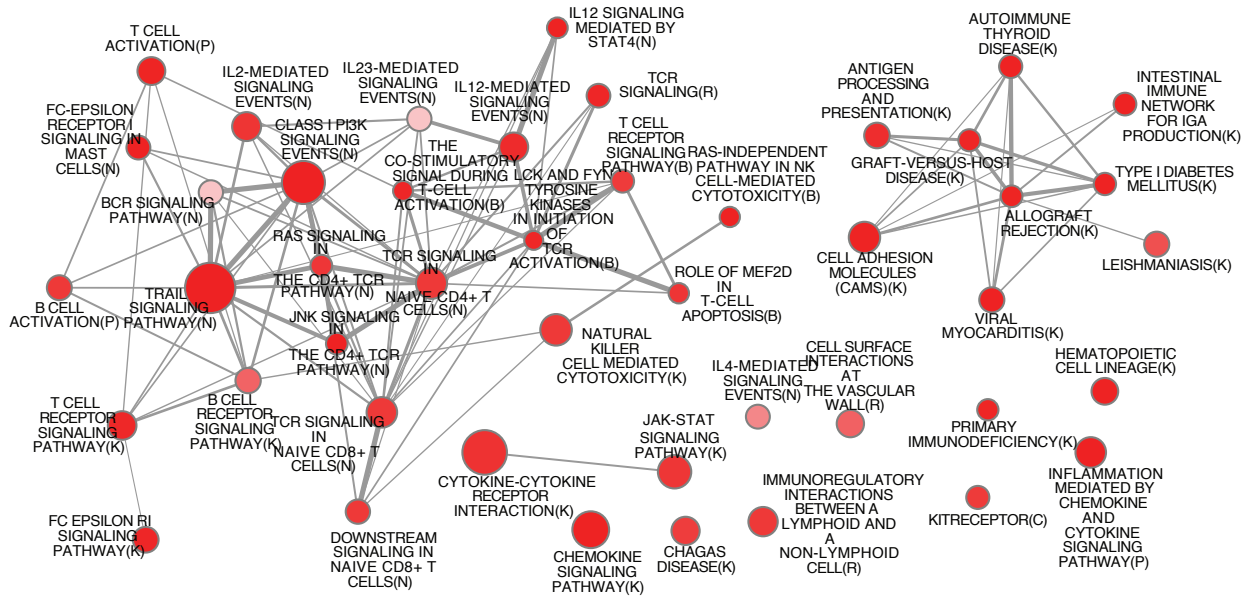 T CELL
ACTIVATION(P)
FC-EPSILON
RECEPTOR I
SIGNALING IN
MAST
CELLS(N)
IL2-MEDIATED
SIGNALING
EVENTS(N)
IL23-MEDIATED
SIGNALING
EVENTS(N)
IL12 SIGNALING
MEDIATED BY
STAT4(N)
IL12-MEDIATED
SIGNALING
EVENTS(N)
TCR
SIGNALING(R)
CLASS I PI3K
SIGNALING
EVENTS(N)
THE
CO-STIMULATORY
SIGNAL DURING
T-CELL
ACTIVATION(B)
LCK AND FYN
TYROSINE
KINASES
IN INITIATION
OF
TCR
ACTIVATION(B)
T CELL
RECEPTOR
SIGNALING
PATHWAY(B)
RAS-INDEPENDENT
PATHWAY IN NK
CELL-MEDIATED
CYTOTOXICITY(B)
BCR SIGNALING
PATHWAY(N)
RAS SIGNALING
IN
THE CD4+ TCR
PATHWAY(N)
TCR SIGNALING
IN
NAIVE CD4+ T
CELLS(N)
ROLE OF MEF2D
IN
T-CELL
APOPTOSIS(B)
B CELL
ACTIVATION(P)
TRAIL
SIGNALING
PATHWAY(N)
JNK SIGNALING
IN
THE CD4+ TCR
PATHWAY(N)
NATURAL
KILLER
CELL MEDIATED
CYTOTOXICITY(K)
T CELL
RECEPTOR
SIGNALING
PATHWAY(K)
B CELL
RECEPTOR
SIGNALING
PATHWAY(K)
TCR SIGNALING
IN
NAIVE CD8+ T
CELLS(N)
FC EPSILON RI
SIGNALING
PATHWAY(K)
DOWNSTREAM
SIGNALING IN
NAIVE CD8+ T
CELLS(N)
CYTOKINE-CYTOKINE
RECEPTOR
INTERACTION(K)
JAK-STAT
SIGNALING
PATHWAY(K)
CHEMOKINE
SIGNALING
PATHWAY(K)
CHAGAS
DISEASE(K)
IL4-MEDIATED
SIGNALING
EVENTS(N)
CELL SURFACE
INTERACTIONS
AT
THE VASCULAR
WALL(R)
IMMUNOREGULATORY
INTERACTIONS
BETWEEN A
LYMPHOID AND
A
NON-LYMPHOID
CELL(R)
AUTOIMMUNE
THYROID
DISEASE(K)
ANTIGEN
PROCESSING
AND
PRESENTATION(K)
INTESTINAL
IMMUNE
NETWORK
FOR IGA
PRODUCTION(K)
GRAFT-VERSUS-HOST
DISEASE(K)
TYPE I DIABETES
MELLITUS(K)
ALLOGRAFT
REJECTION(K)
CELL ADHESION
MOLECULES
(CAMS)(K)
LEISHMANIASIS(K)
VIRAL
MYOCARDITIS(K)
HEMATOPOIETIC
CELL LINEAGE(K)
PRIMARY
IMMUNODEFICIENCY(K)
KITRECEPTOR(C)
INFLAMMATION
MEDIATED BY
CHEMOKINE
AND
CYTOKINE
SIGNALING
PATHWAY(P)